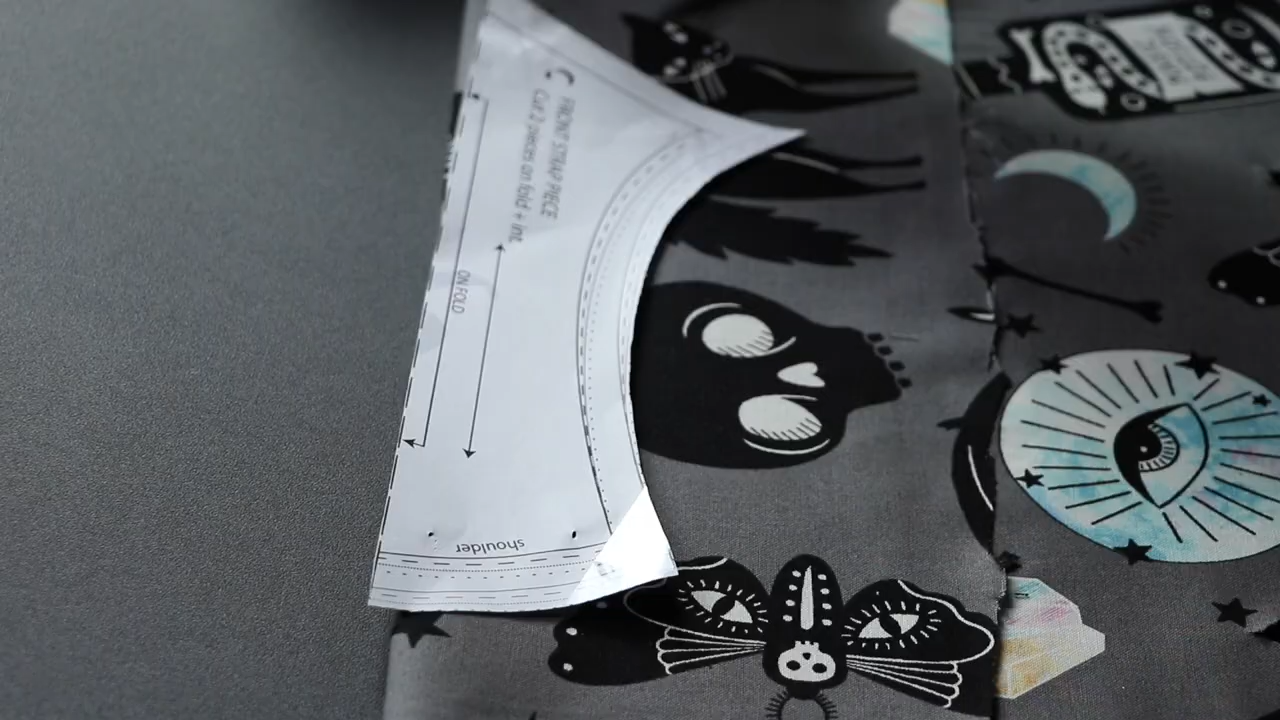 C
FRONT STRAP PIECE
Cut 2 pieces on fold + int.
ON FOLD
shoulder